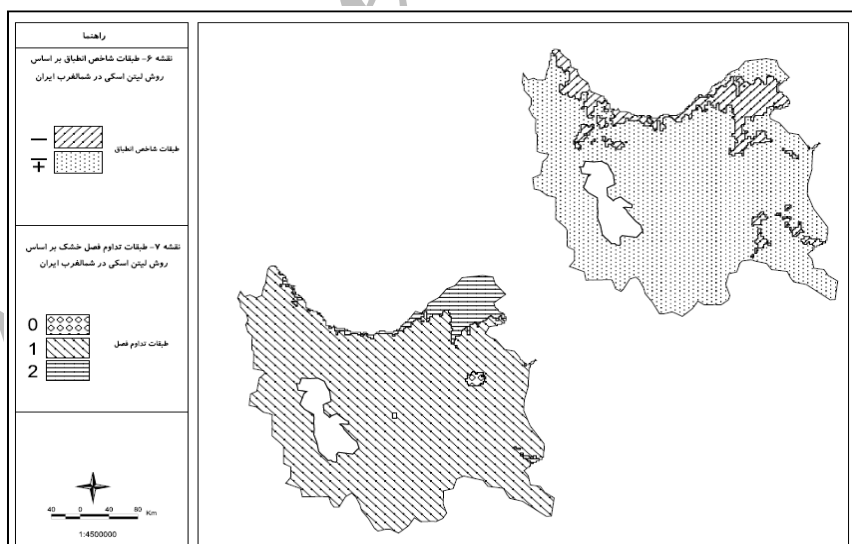 راهنما
نقشه ۶- طبقات شاخص انطباق بر اساس
روش لیتن اسکی در شمالغرب ایران
طبقات شاخص انطباق
—
∓
نقشه ۷- طبقات تداوم فصل خشک بر اساس
روش لیتن اسکی در شمالغرب ایران
0
1
2
طبقات تداوم فصل
40 0 40 80 Km
1:4500000